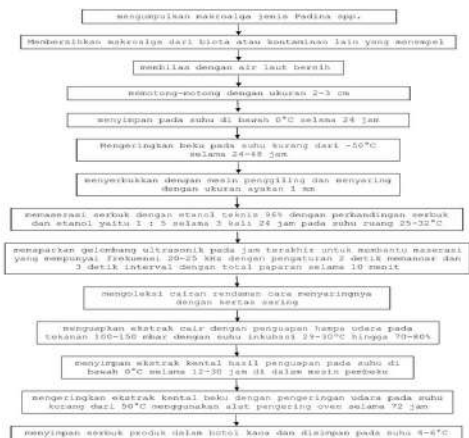 mengumpulkan makroalga jenis Padina spp.
Membersihkan makroalga dari biota atau kontaminan lain yang menempel
membilas dengan air laut bersih
memotong-motong dengan ukuran 2-3 cm
menyimpan pada suhu di bawah 0°C selama 24 jam
Mengeringkan beku pada suhu kurang dari -50°C
selama 24-48 jam
menyerbukkan dengan mesin penggiling dan menyaring
dengan ukuran ayakan 1 mm
memaserasi serbuk dengan etanol teknis 96% dengan perbandingan serbuk
dan etanol yaitu 1 : 5 selama 3 kali 24 jam pada suhu ruang 25-32°C
memaparkan gelombang ultrasonik pada jam terakhir untuk membantu maserasi
yang mempunyai frekuensi 20-25 kHz dengan pengaturan 2 detik memancar dan
3 detik interval dengan total paparan selama 10 menit
mengoleksi cairan rendaman cara menyaringnya
dengan kertas saring
menguapkan ekstrak cair dengan penguapan hampa udara pada
tekanan 100-150 mbar dengan suhu inkubasi 29-30°C hingga 70-80%
menyimpan ekstrak kental hasil penguapan pada suhu di
bawah 0°C selama 12-30 jam di dalam mesin pembeku
mengeringkan ekstrak kental beku dengan pengeringan udara pada suhu
kurang dari 50°C menggunakan alat pengering oven selama 72 jam
menyimpan serbuk produk dalam botol kaca dan disimpan pada suhu 4-6°C